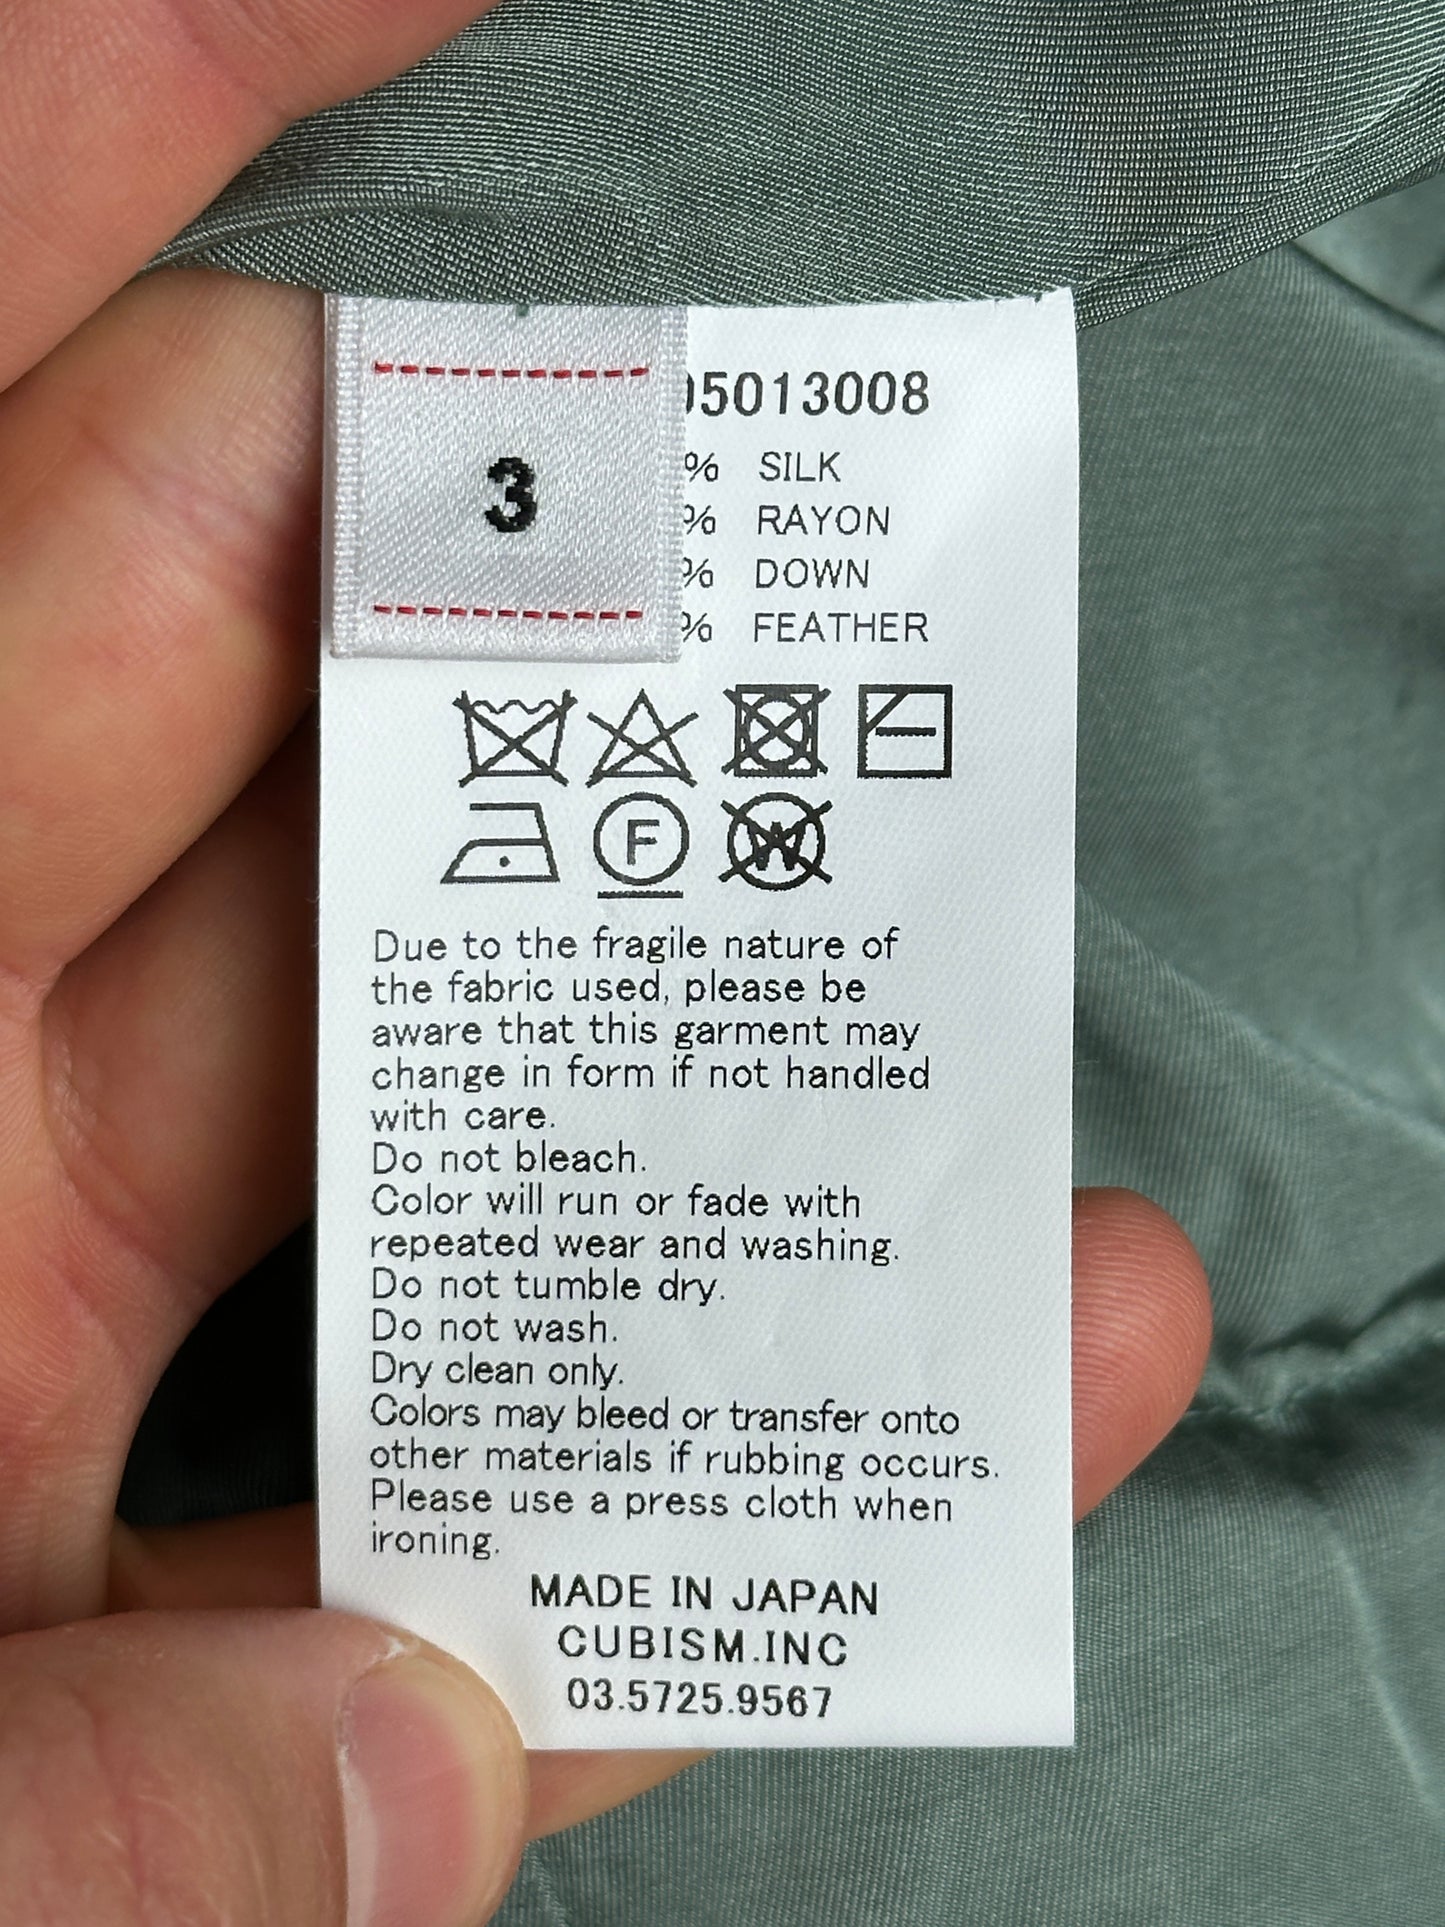 3
5013008
% SILK
% RAYON
% DOWN
% FEATHER
F
W
Due to the fragile nature of
the fabric used, please be
aware that this garment may
change in form if not handled
with care.
Do not bleach.
Color will run or fade with
repeated wear and washing.
Do not tumble dry.
Do not wash.
Dry clean only.
Colors may bleed or transfer onto
other materials if rubbing occurs.
Please use a press cloth when
ironing.
MADE IN JAPAN
CUBISM.INC
03.5725.9567